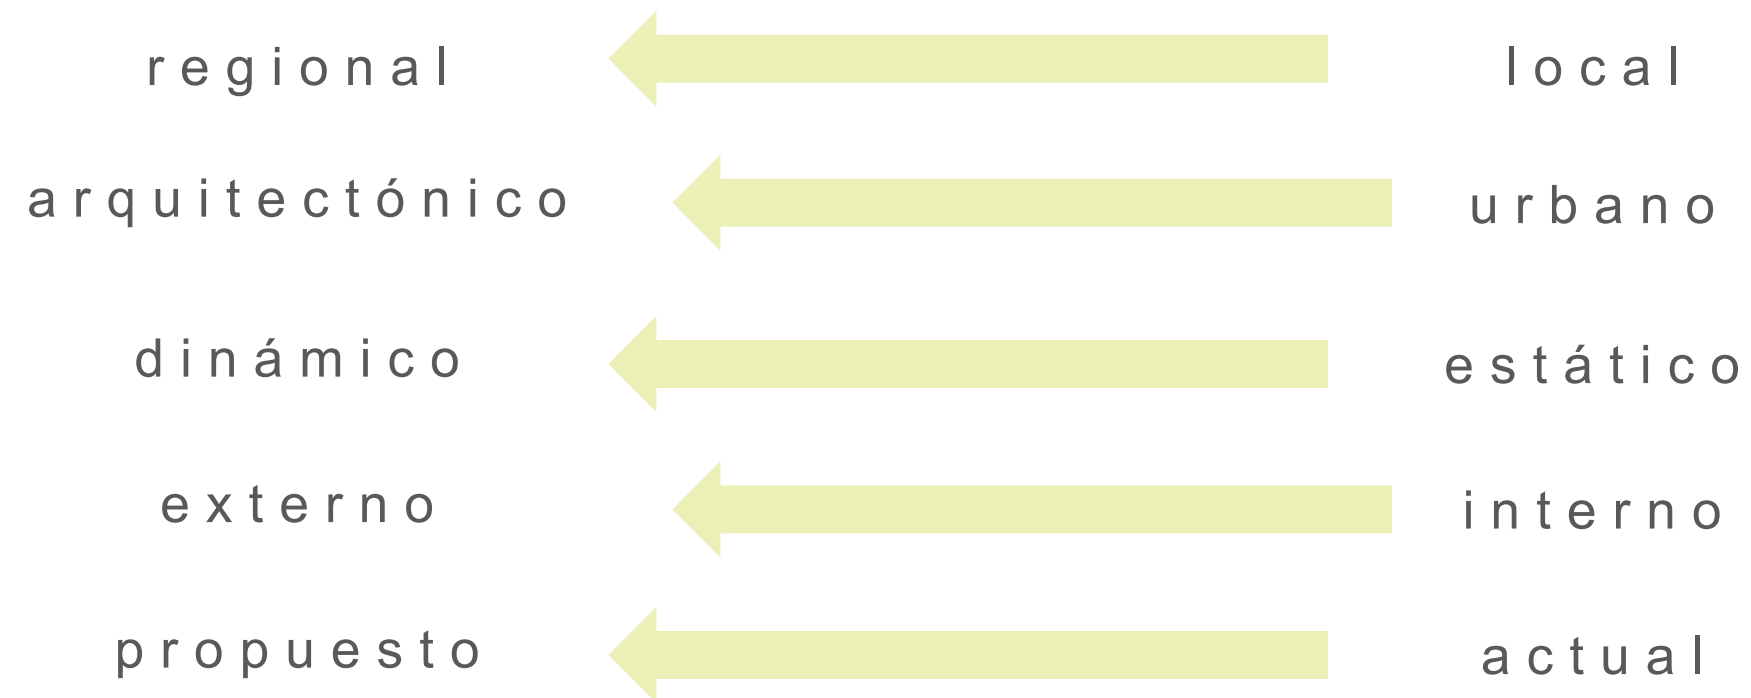 regional local
arquitectónico urbano
dinámico estático
externo interno
propuesto actual